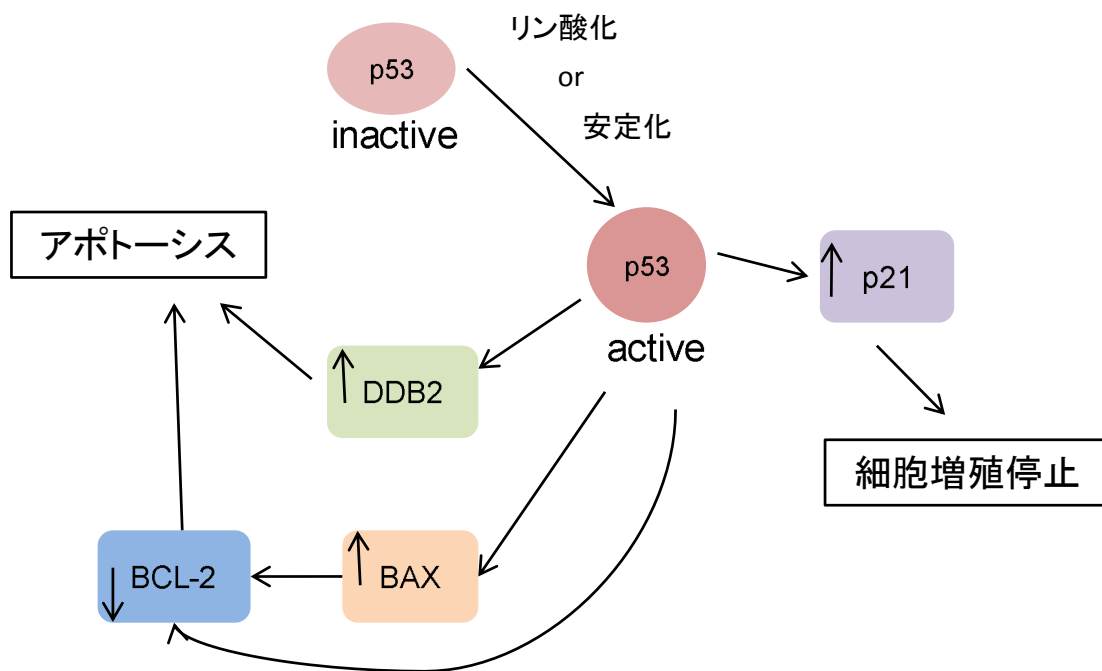 リン酸化
or
安定化
p53
inactive
アポトーシス
p53
active
p21
DDB2
細胞増殖停止
BCL-2
BAX